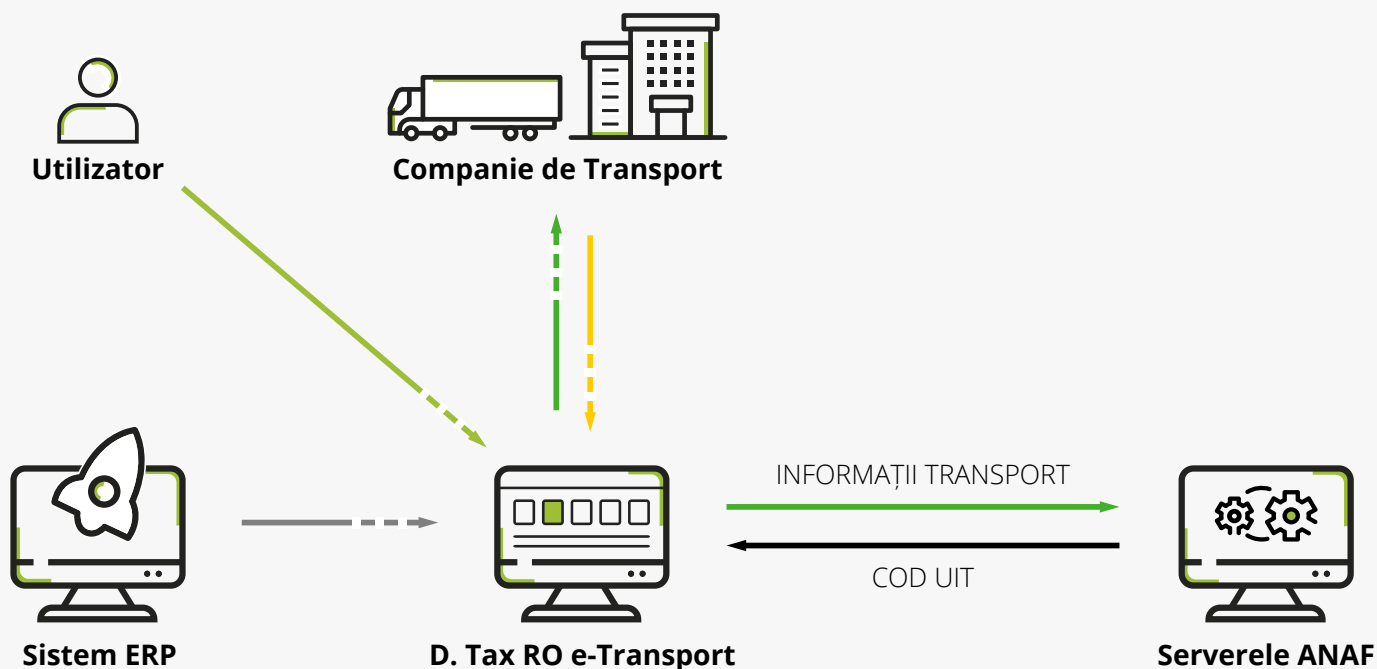 Utilizator
Companie de Transport
INFORMAȚII TRANSPORT
COD UIT
Sistem ERP
D. Tax RO e-Transport
Serverele ANAF